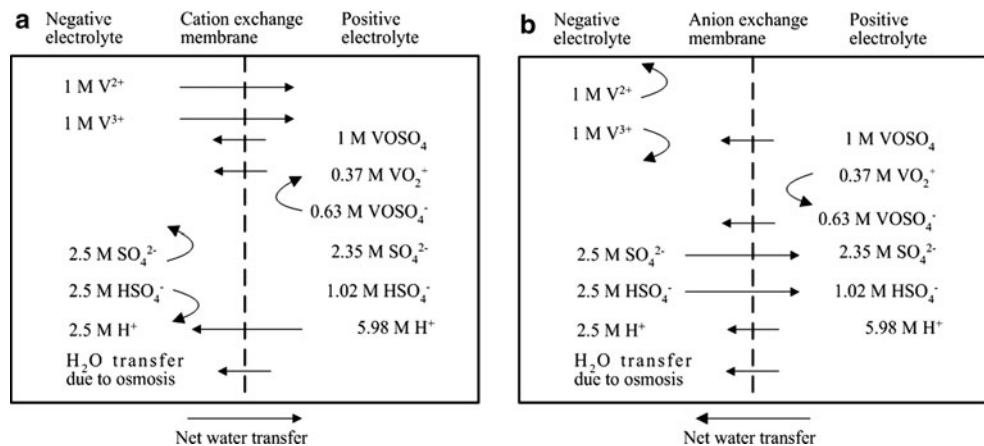 a
Negative electrolyte
Cation exchange membrane
Positive electrolyte
1 M V²⁺
1 M V³⁺
1 M VOSO₄
0.37 M VO₂⁺
0.63 M VOSO₄⁻
2.5 M SO₄²⁻
2.35 M SO₄²⁻
2.5 M HSO₄⁻
1.02 M HSO₄⁻
2.5 M H⁺
5.98 M H⁺
H₂O transfer
due to osmosis
Net water transfer
b
Negative electrolyte
Anion exchange membrane
Positive electrolyte
1 M V²⁺
1 M V³⁺
1 M VOSO₄
0.37 M VO₂⁺
0.63 M VOSO₄⁻
2.5 M SO₄²⁻
2.35 M SO₄²⁻
2.5 M HSO₄⁻
1.02 M HSO₄⁻
2.5 M H⁺
5.98 M H⁺
H₂O transfer
due to osmosis
Net water transfer